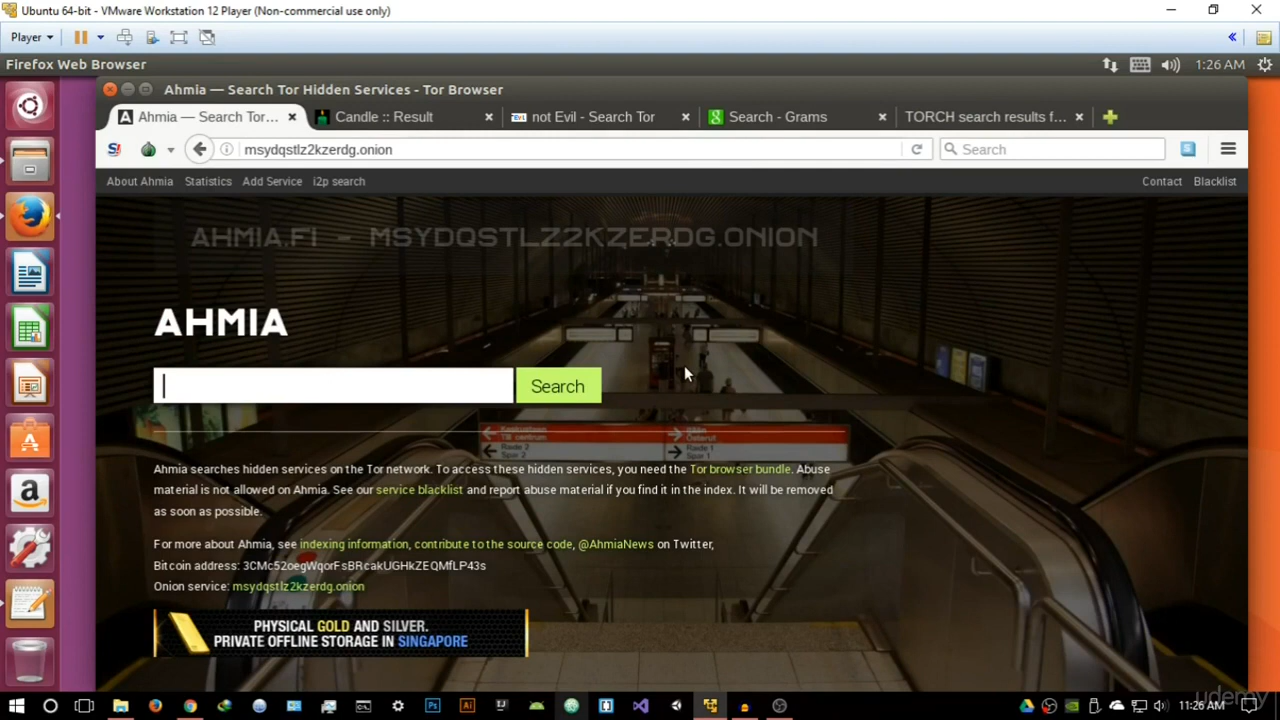 Ubuntu 64-bit - VMware Workstation 12 Player (Non-commercial use only)
Player
Firefox Web Browser
1:26 AM
Ahmia — Search Tor Hidden Services - Tor Browser
Ahmia — Search Tor...
Candle :: Result
not Evil - Search Tor
Search - Grams
TORCH search results f...
msydqstlz2kzerdg.onion
Search
About Ahmia
Statistics
Add Service
i2p search
Contact
Blacklist
AHMIA.FI - MSYDQSTLZ2KZERDG.ONION
AHMIA
Search
Ahmia searches hidden services on the Tor network. To access these hidden services, you need the Tor browser bundle. Abuse
material is not allowed on Ahmia. See our service blacklist and report abuse material if you find it in the index. It will be removed
as soon as possible.
For more about Ahmia, see indexing information, contribute to the source code, @AhmiaNews on Twitter,
Bitcoin address: 3CMc52oegWqorFsBRcakUGHkZEQMfLP43s
Onion service: msydqstlz2kzerdg.onion
PHYSICAL GOLD AND SILVER.
PRIVATE OFFLINE STORAGE IN SINGAPORE
11:26 AM
udemy